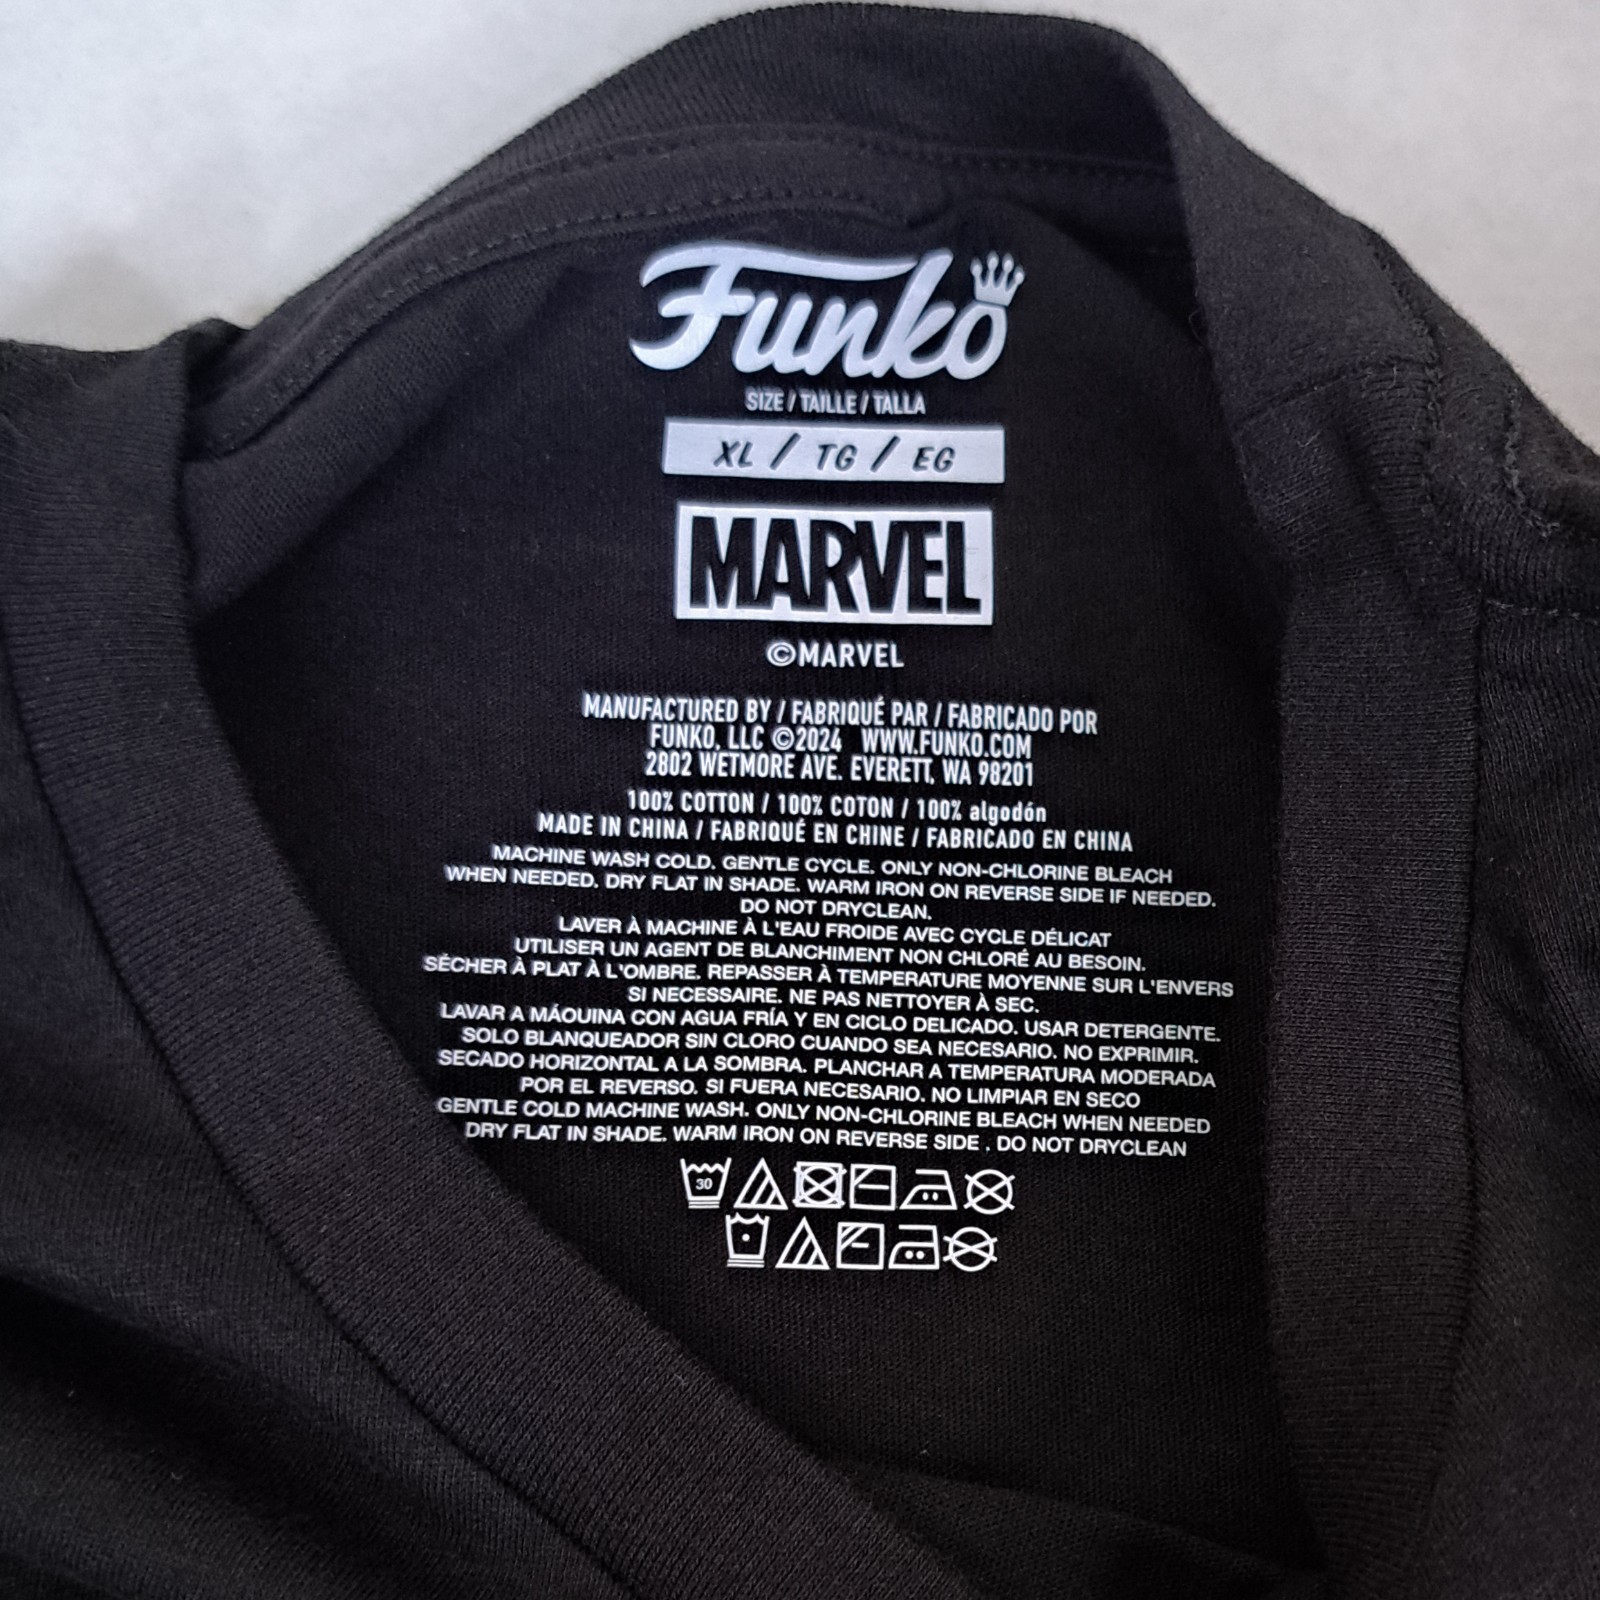 Funko
SIZE / TAILLE / TALLA
XL / TG / EG
MARVEL
©MARVEL
MANUFACTURED BY / FABRIQUÉ PAR / FABRICADO POR
FUNKO, LLC ©2024 WWW.FUNKO.COM
2802 WETMORE AVE. EVERETT, WA 98201
100% COTTON / 100% COTON / 100% algodón
MADE IN CHINA / FABRIQUÉ EN CHINE / FABRICADO EN CHINA
MACHINE WASH COLD. GENTLE CYCLE. ONLY NON-CHLORINE BLEACH
WHEN NEEDED. DRY FLAT IN SHADE. WARM IRON ON REVERSE SIDE IF NEEDED.
DO NOT DRYCLEAN.
LAVER À MACHINE À L'EAU FROIDE AVEC CYCLE DÉLICAT
UTILISER UN AGENT DE BLANCHIMENT NON CHLORÉ AU BESOIN.
SÉCHER À PLAT À L'OMBRE. REPASSER À TEMPERATURE MOYENNE SUR L'ENVERS
SI NECESSAIRE. NE PAS NETTOYER À SEC.
LAVAR A MÁOUINA CON AGUA FRÍA Y EN CICLO DELICADO. USAR DETERGENTE.
SOLO BLANQUEADOR SIN CLORO CUANDO SEA NECESARIO. NO EXPRIMIR.
SECADO HORIZONTAL A LA SOMBRA. PLANCHAR A TEMPERATURA MODERADA
POR EL REVERSO. SI FUERA NECESARIO. NO LIMPIAR EN SECO
GENTLE COLD MACHINE WASH. ONLY NON-CHLORINE BLEACH WHEN NEEDED
DRY FLAT IN SHADE. WARM IRON ON REVERSE SIDE . DO NOT DRYCLEAN
30